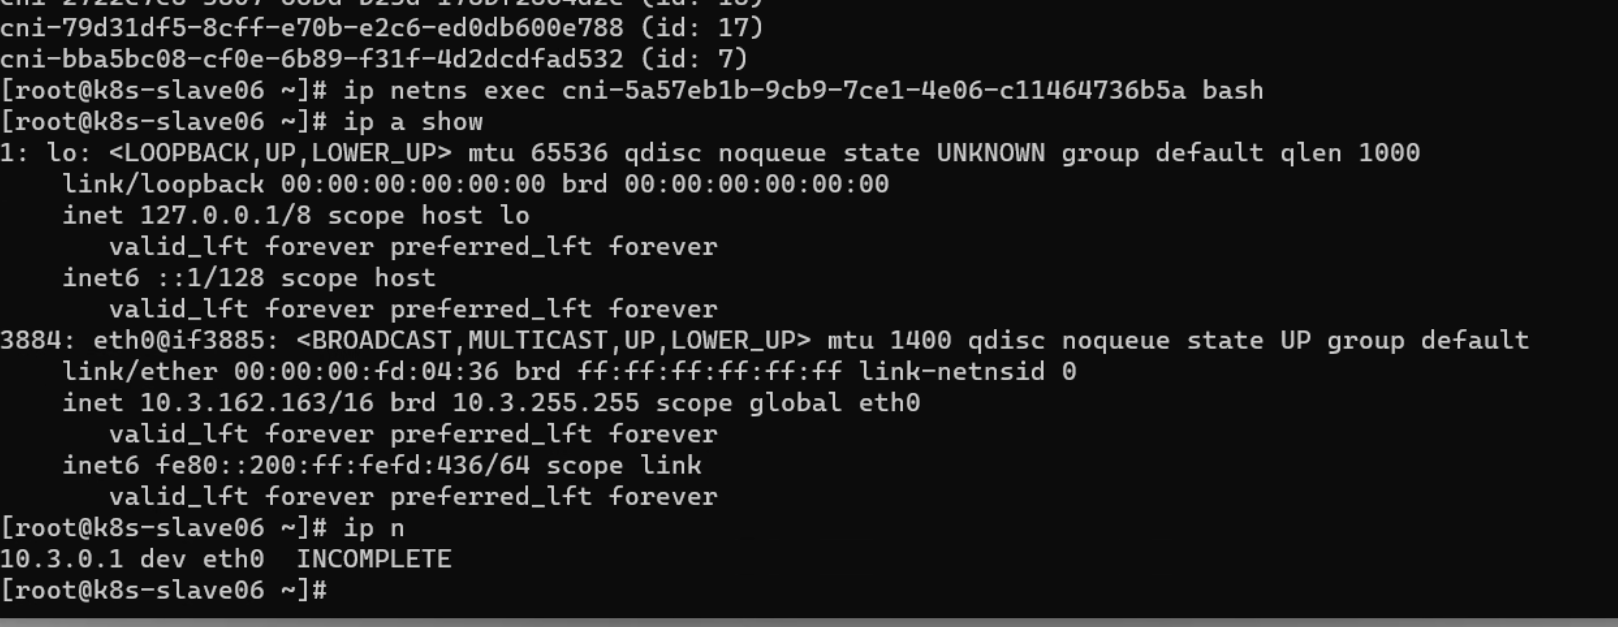 cni-79d31df5-8cff-e70b-e2c6-ed0db600e788 (id: 17)
cni-bba5bc08-cf0e-6b89-f31f-4d2dcdfad532 (id: 7)
[root@k8s-slave06 ~]# ip netns exec cni-5a57eb1b-9cb9-7ce1-4e06-c11464736b5a bash
[root@k8s-slave06 ~]# ip a show
1: lo: <LOOPBACK,UP,LOWER_UP> mtu 65536 qdisc noqueue state UNKNOWN group default qlen 1000
    link/loopback 00:00:00:00:00:00 brd 00:00:00:00:00:00
    inet 127.0.0.1/8 scope host lo
       valid_lft forever preferred_lft forever
    inet6 ::1/128 scope host
       valid_lft forever preferred_lft forever
3884: eth0@if3885: <BROADCAST,MULTICAST,UP,LOWER_UP> mtu 1400 qdisc noqueue state UP group default
    link/ether 00:00:00:fd:04:36 brd ff:ff:ff:ff:ff:ff link-netnsid 0
    inet 10.3.162.163/16 brd 10.3.255.255 scope global eth0
       valid_lft forever preferred_lft forever
    inet6 fe80::200:ff:fefd:436/64 scope link
       valid_lft forever preferred_lft forever
[root@k8s-slave06 ~]# ip n
10.3.0.1 dev eth0  INCOMPLETE
[root@k8s-slave06 ~]#